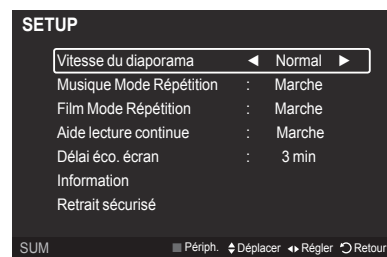 SETUP
Vitesse du diaporama ◄ Normal ►
Musique Mode Répétition : Marche
Film Mode Répétition : Marche
Aide lecture continue : Marche
Délai éco. écran : 3 min
Information
Retrait sécurisé
SUM Périph. Déplacer Régler Retour